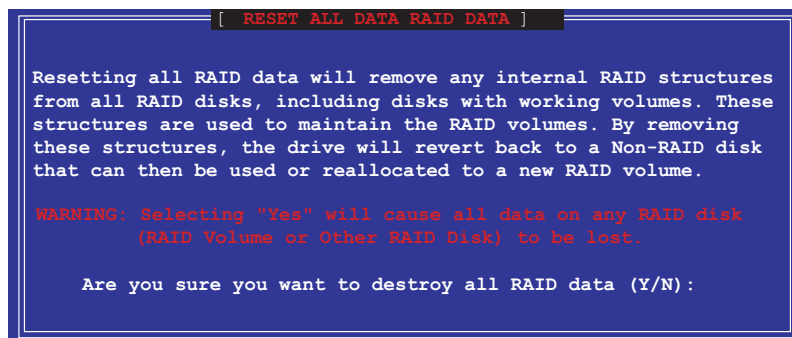 [ RESET ALL DATA RAID DATA ]
Resetting all RAID data will remove any internal RAID structures
from all RAID disks, including disks with working volumes. These
structures are used to maintain the RAID volumes. By removing
these structures, the drive will revert back to a Non-RAID disk
that can then be used or reallocated to a new RAID volume.
WARNING: Selecting "Yes" will cause all data on any RAID disk
(RAID Volume or Other RAID Disk) to be lost.
Are you sure you want to destroy all RAID data (Y/N):